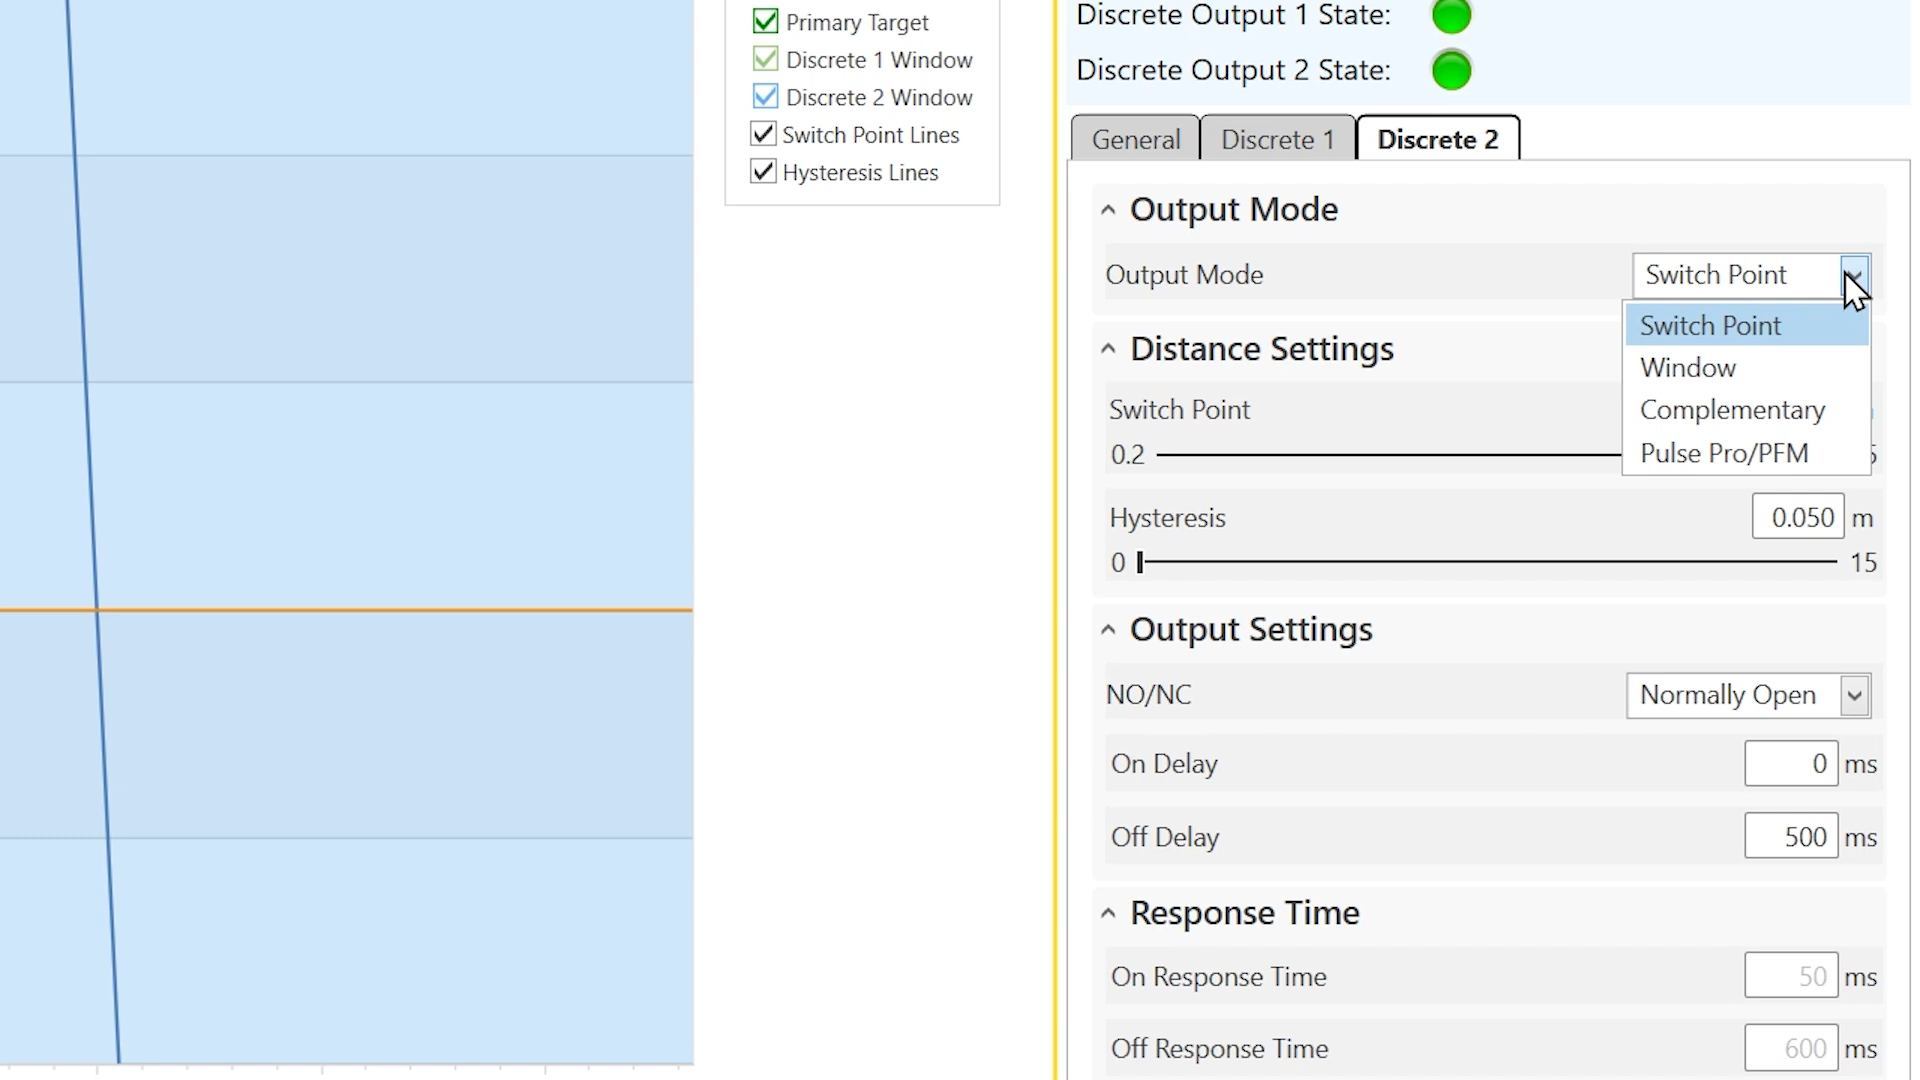 Primary Target
Discrete 1 Window
Discrete 2 Window
Switch Point Lines
Hysteresis Lines
Discrete Output 1 State:
Discrete Output 2 State:
General Discrete 1 Discrete 2
Output Mode
Output Mode Switch Point
Switch Point
Window
Complementary
Pulse Pro/PFM
Distance Settings
Switch Point
0.2
Hysteresis 0.050 m
0 15
Output Settings
NO/NC Normally Open
On Delay 0 ms
Off Delay 500 ms
Response Time
On Response Time 50 ms
Off Response Time 600 ms